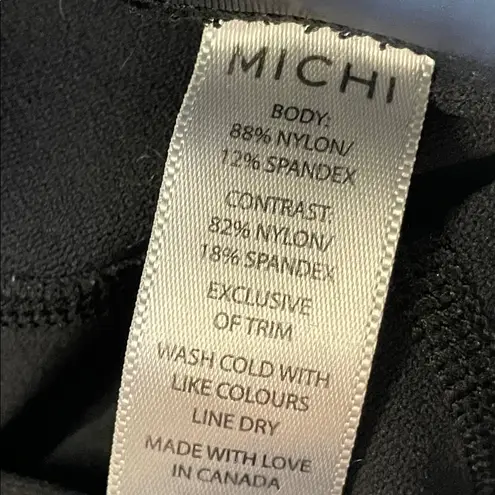 MICHI
BODY:
88% NYLON/
12% SPANDEX
CONTRAST:
82% NYLON/
18% SPANDEX
EXCLUSIVE
OF TRIM
WASH COLD WITH
LIKE COLOURS
LINE DRY
MADE WITH LOVE
IN CANADA